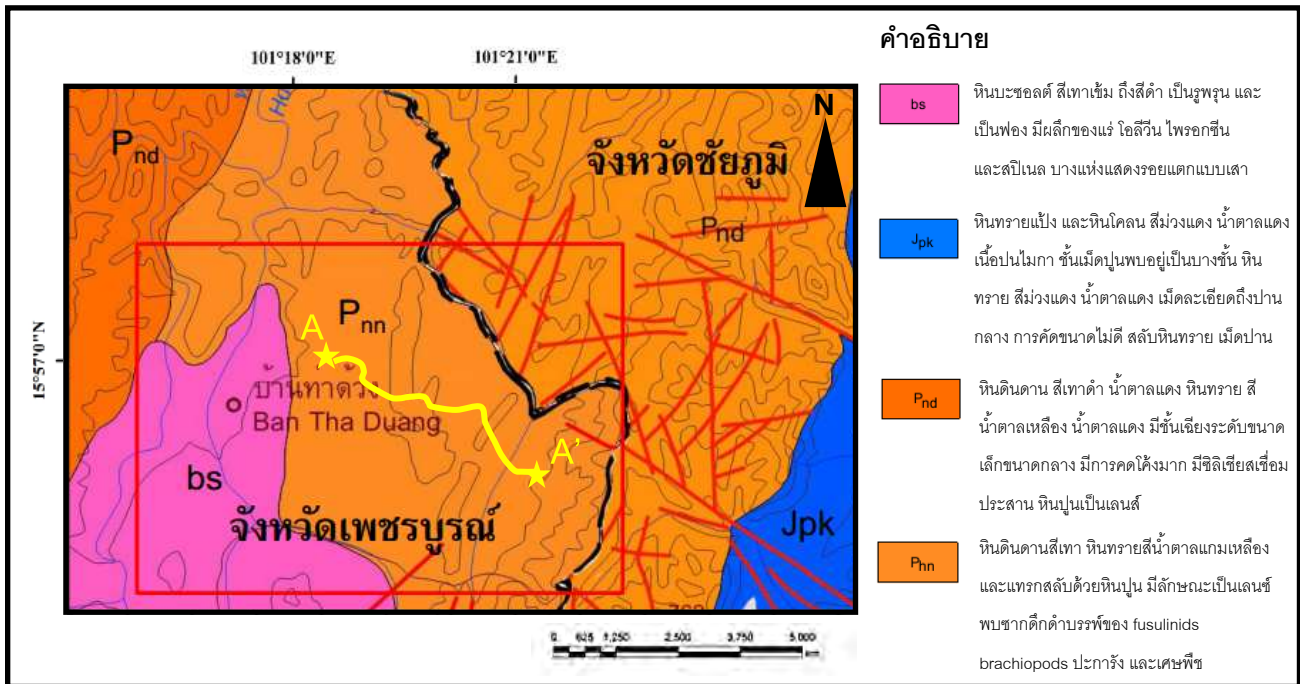 คำอธิบาย
101°18'0"E
101°21'0"E
15°57'0"N
N
Pnd
จังหวัดชัยภูมิ
Pnd
Pnn
A
บ้านทาด้วง
Ban Tha Duang
A'
bs
จังหวัดเพชรบูรณ์
Jpk
0 625 1,250 2,500 3,750 5,000
bs
หินบะซอลต์ สีเทาเข้ม ถึงสีดำ เป็นรูพรุน และ
เป็นฟอง มีผลึกของแร่ โอลีวีน ไพรอกซีน
และสปิเนล บางแห่งแสดงรอยแตกแบบเสา
Jpk
หินทรายแป้ง และหินโคลน สีม่วงแดง น้ำตาลแดง
เนื้อปนไมกา ชั้นเม็ดปูนพบอยู่เป็นบางชั้น หิน
ทราย สีม่วงแดง น้ำตาลแดง เม็ดละเอียดถึงปาน
กลาง การคัดขนาดไม่ดี สลับหินทราย เม็ดปาน
Pnd
หินดินดาน สีเทาดำ น้ำตาลแดง หินทราย สี
น้ำตาลเหลือง น้ำตาลแดง มีชั้นเฉียงระดับขนาด
เล็กขนาดกลาง มีการคดโค้งมาก มีซิลิเชียสเชื่อม
ประสาน หินปูนเป็นเลนส์
Phn
หินดินดานสีเทา หินทรายสีน้ำตาลแกมเหลือง
และแทรกสลับด้วยหินปูน มีลักษณะเป็นเลนซ์
พบซากดึกดำบรรพ์ของ fusulinids
brachiopods ปะการัง และเศษพืช